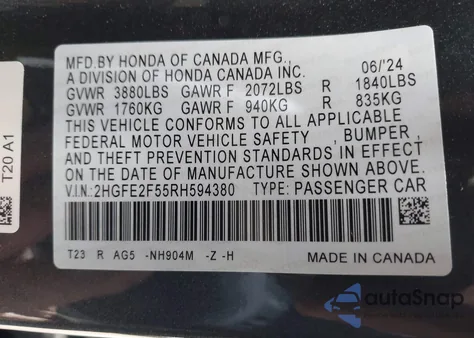 MFD.BY HONDA OF CANADA MFG.,
A DIVISION OF HONDA CANADA INC. 06/'24
GVWR 3880LBS GAWR F 2072LBS R 1840LBS
GVWR 1760KG GAWR F 940KG R 835KG
THIS VEHICLE CONFORMS TO ALL APPLICABLE
FEDERAL MOTOR VEHICLE SAFETY , BUMPER,
AND THEFT PREVENTION STANDARDS IN EFFECT
ON THE DATE OF MANUFACTURE SHOWN ABOVE.
V.I.N:2HGFE2F55RH594380 TYPE: PASSENGER CAR
T23 R AG5 -NH904M -Z -H MADE IN CANADA
T20 A1
autoSnap